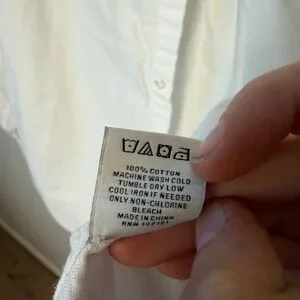 100% COTTON
MACHINE WASH COLD
TUMBLE DRY LOW
COOL IRON IF NEEDED
ONLY NON-CHLORINE
BLEACH
MADE IN CHINA